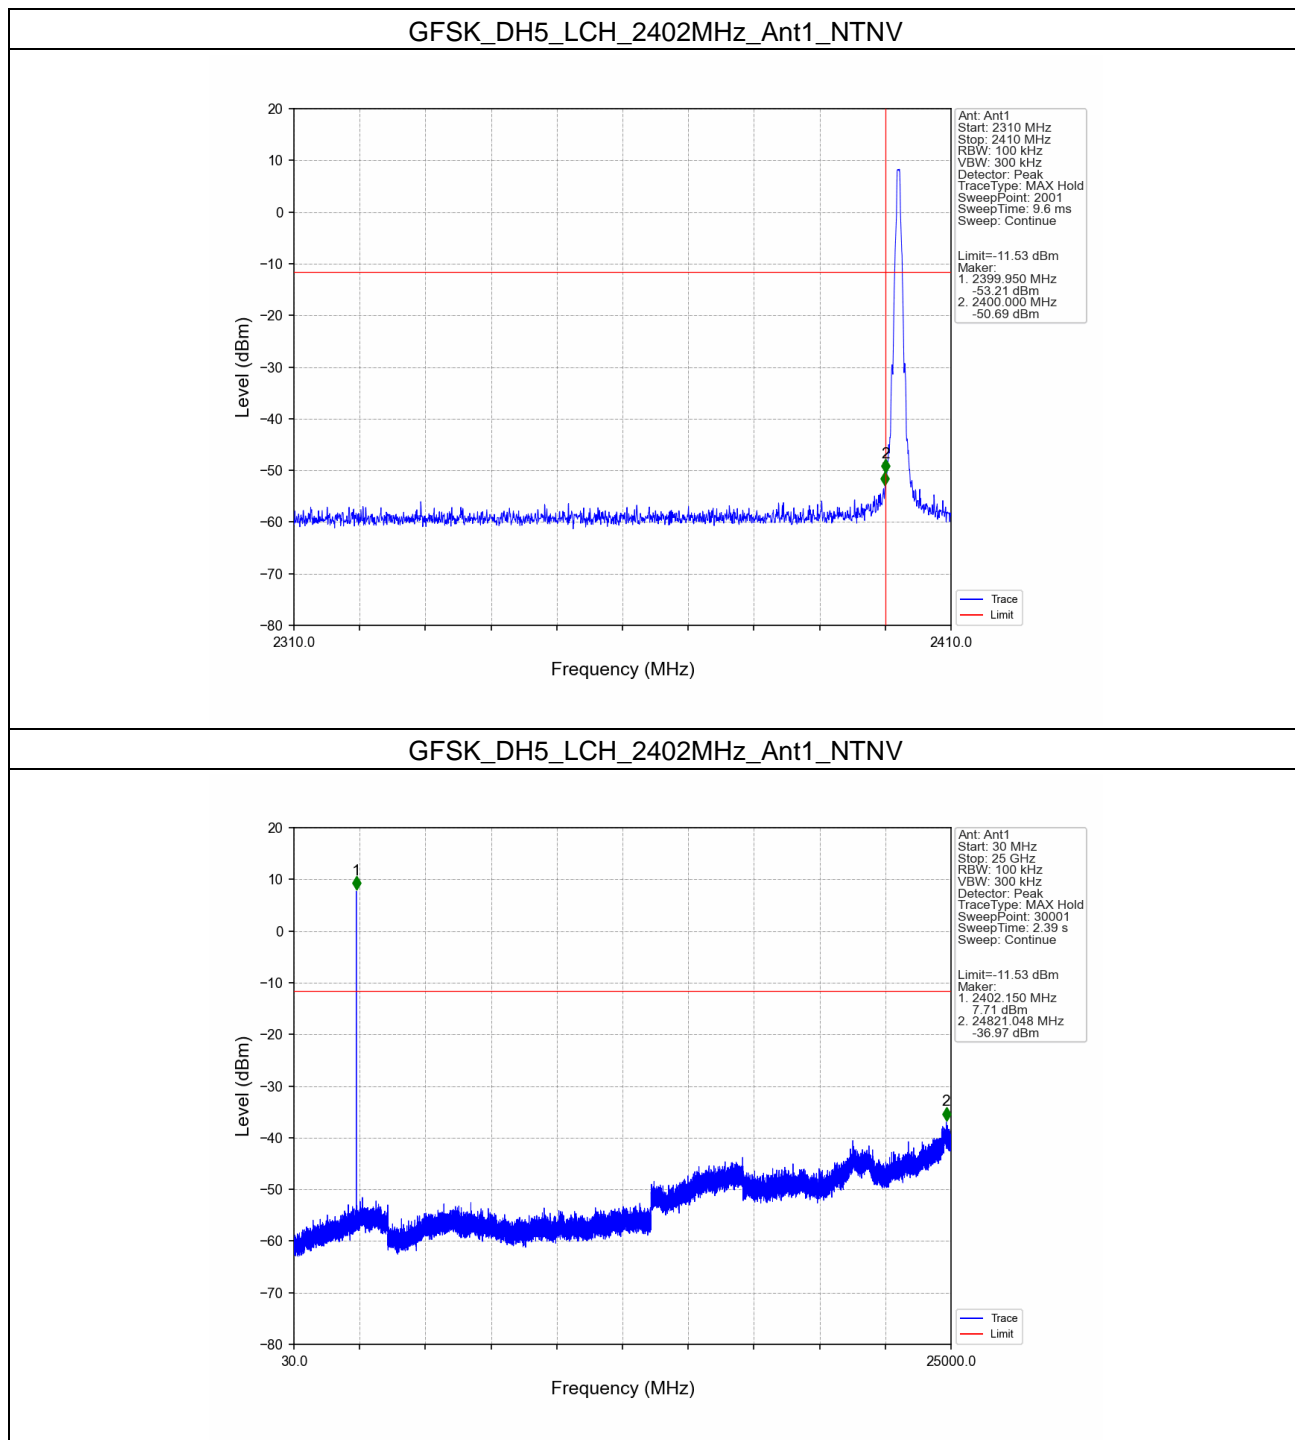 GFSK_DH5_LCH_2402MHz_Ant1_NTNV
20
10
0
−10
−20
−30
−40
−50
−60
−70
−80
Level (dBm)
2310.0
2410.0
Frequency (MHz)
2
Ant: Ant1
Start: 2310 MHz
Stop: 2410 MHz
RBW: 100 kHz
VBW: 300 kHz
Detector: Peak
TraceType: MAX Hold
SweepPoint: 2001
SweepTime: 9.6 ms
Sweep: Continue
Limit=-11.53 dBm
Maker:
1. 2399.950 MHz
-53.21 dBm
2. 2400.000 MHz
-50.69 dBm
Trace
Limit
GFSK_DH5_LCH_2402MHz_Ant1_NTNV
20
10
0
−10
−20
−30
−40
−50
−60
−70
−80
Level (dBm)
30.0
25000.0
Frequency (MHz)
1
2
Ant: Ant1
Start: 30 MHz
Stop: 25 GHz
RBW: 100 kHz
VBW: 300 kHz
Detector: Peak
TraceType: MAX Hold
SweepPoint: 30001
SweepTime: 2.39 s
Sweep: Continue
Limit=-11.53 dBm
Maker:
1. 2402.150 MHz
7.71 dBm
2. 24821.048 MHz
-36.97 dBm
Trace
Limit